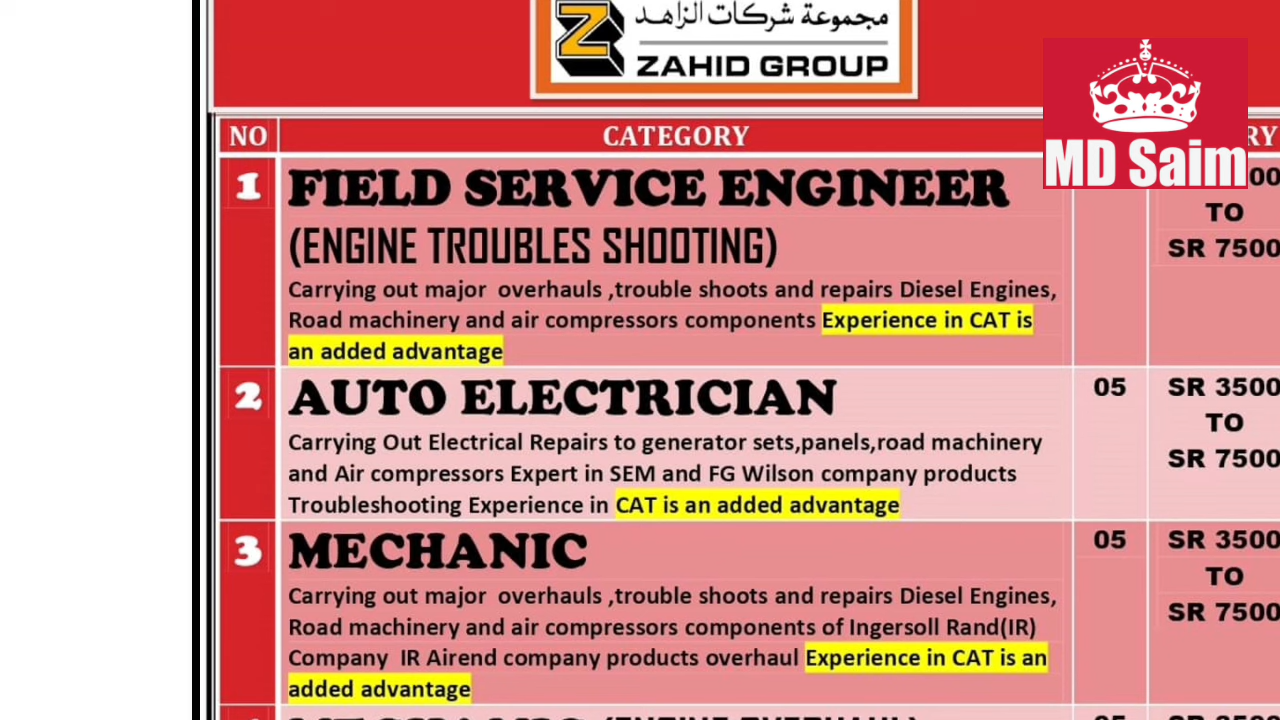 مجموعة شركات الزاهد
ZAHID GROUP
MD Saim
NO CATEGORY
1 FIELD SERVICE ENGINEER
(ENGINE TROUBLES SHOOTING)
Carrying out major overhauls ,trouble shoots and repairs Diesel Engines,
Road machinery and air compressors components Experience in CAT is
an added advantage
TO
SR 7500
2 AUTO ELECTRICIAN
Carrying Out Electrical Repairs to generator sets,panels,road machinery
and Air compressors Expert in SEM and FG Wilson company products
Troubleshooting Experience in CAT is an added advantage
05 SR 3500
TO
SR 7500
3 MECHANIC
Carrying out major overhauls ,trouble shoots and repairs Diesel Engines,
Road machinery and air compressors components of Ingersoll Rand(IR)
Company IR Airend company products overhaul Experience in CAT is an
added advantage
05 SR 3500
TO
SR 7500